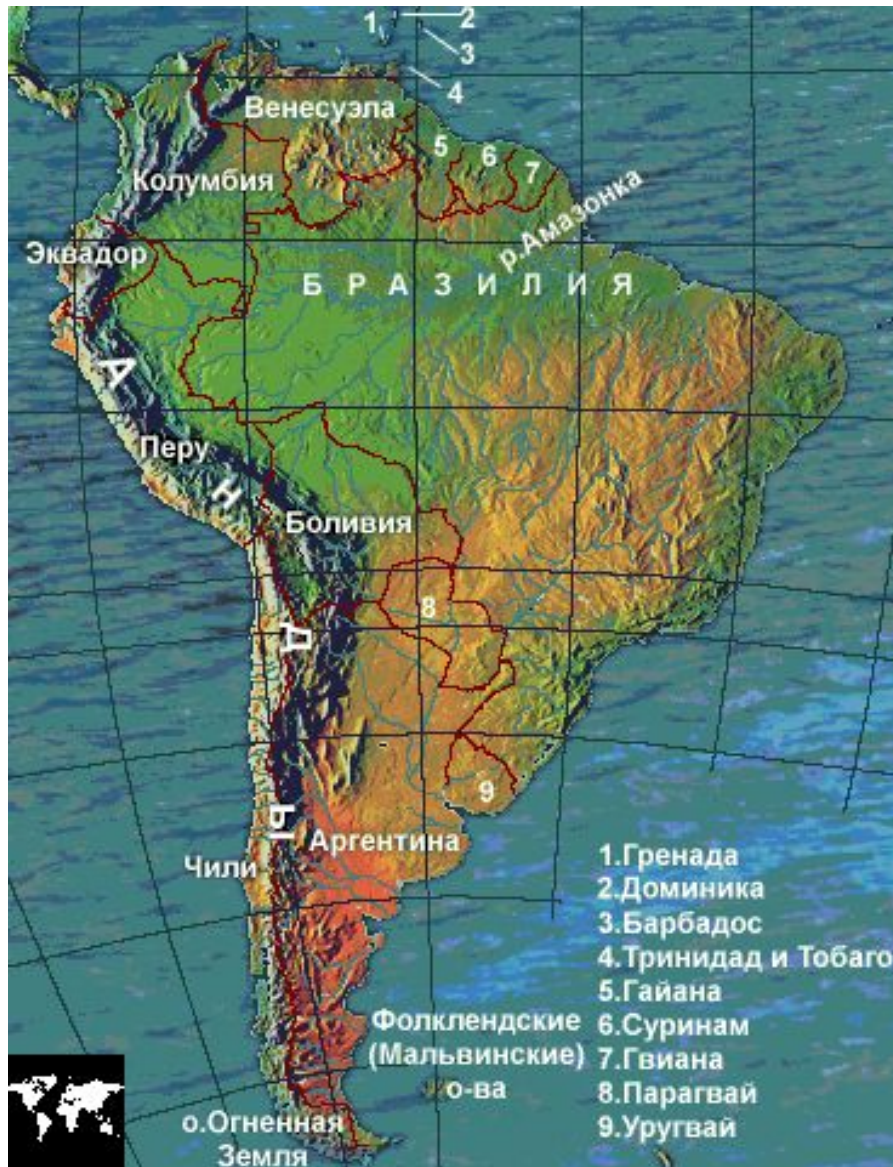 1
2
3
4
Венесуэла
5
6
7
Колумбия
р.Амазонка
Эквадор
БРАЗИЛИЯ
АНДЫ
Перу
Боливия
8
9
Аргентина
Чили
1.Гренада
2.Доминика
3.Барбадос
4.Тринидад и Тобаго
5.Гайана
6.Суринам
7.Гвиана
8.Парагвай
9.Уругвай
Фолклендские
(Мальвинские)
о-ва
о.Огненная
Земля